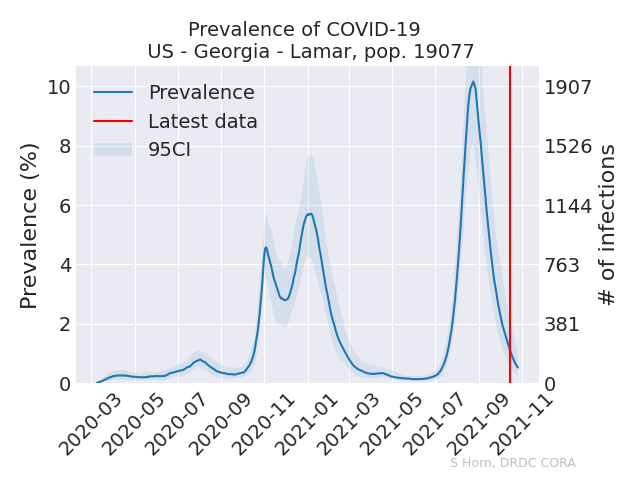 Prevalence of COVID-19
US - Georgia - Lamar, pop. 19077
Prevalence
Latest data
95CI
Prevalence (%)
10
8
6
4
2
0
1907
1526
1144
763
381
0
# of infections
2020-03
2020-05
2020-07
2020-09
2020-11
2021-01
2021-03
2021-05
2021-07
2021-09
2021-11
S Horn, DRDC CORA